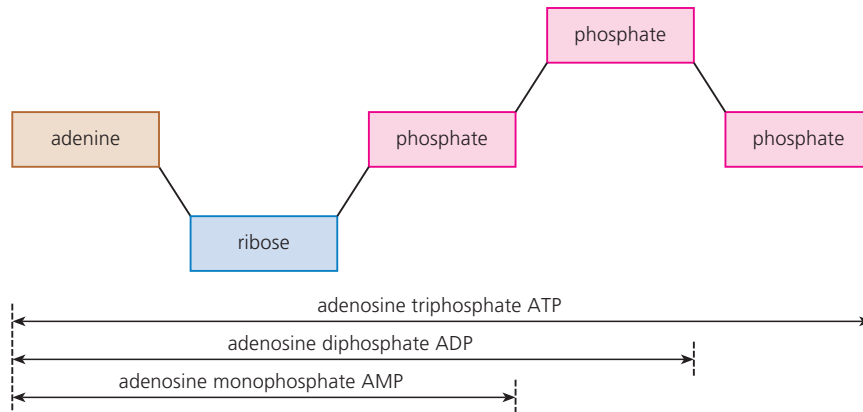 phosphate
adenine
phosphate
phosphate
ribose
adenosine triphosphate ATP
adenosine diphosphate ADP
adenosine monophosphate AMP